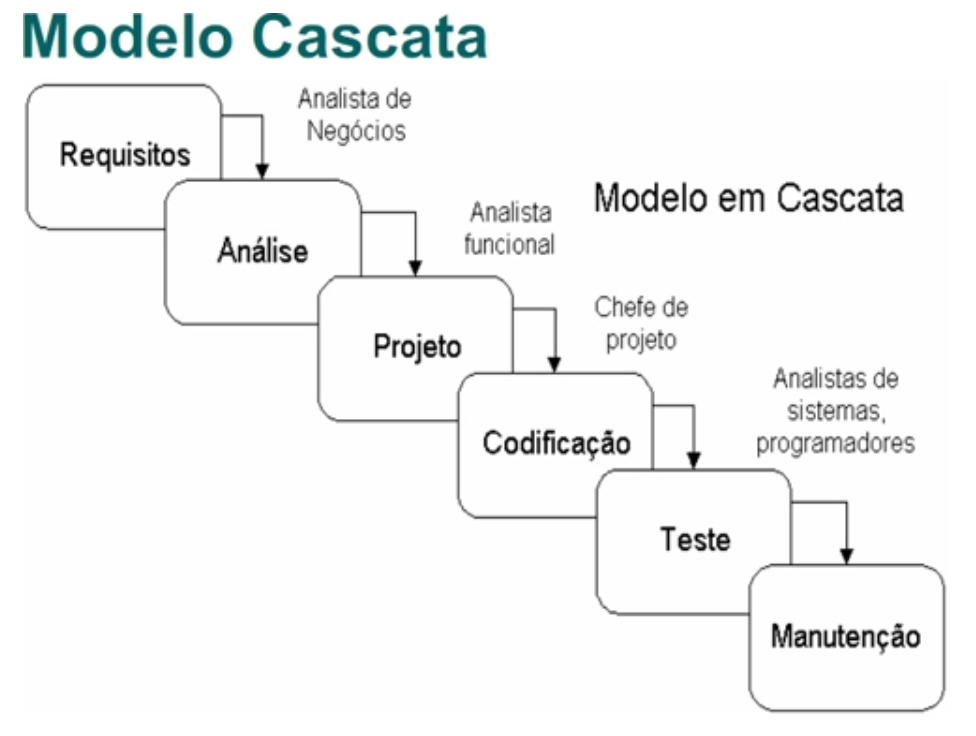 Modelo Cascata
Analista de
Negócios
Requisitos
Modelo em Cascata
Analista
funcional
Análise
Chefe de
projeto
Projeto
Analistas de
sistemas,
programadores
Codificação
Teste
Manutenção